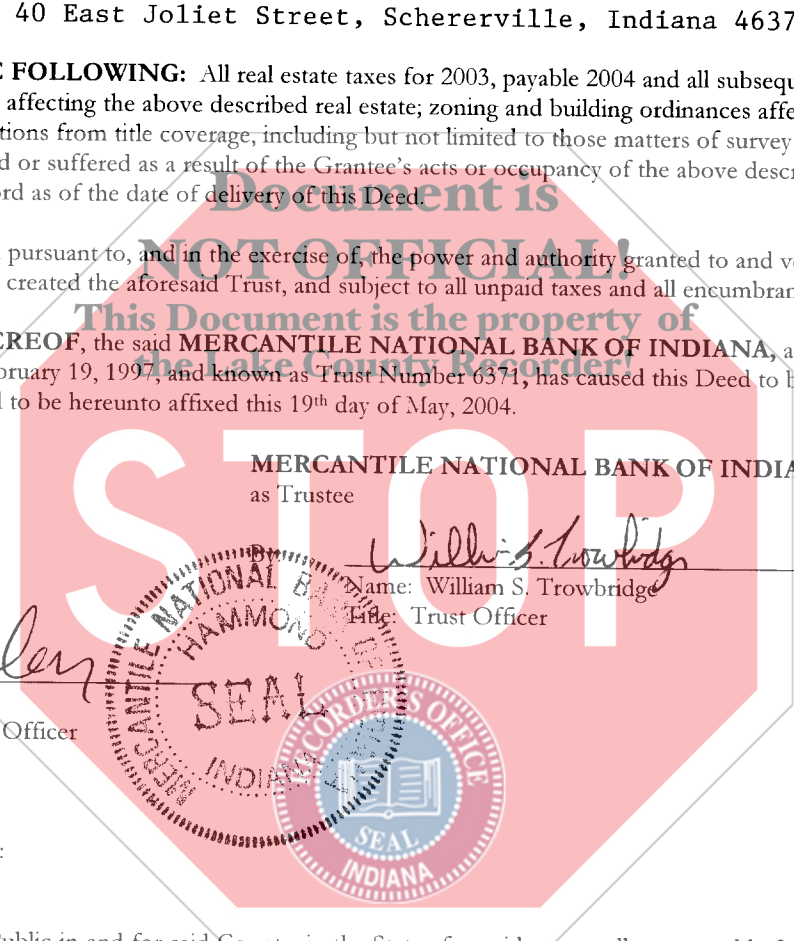 40 East Joliet Street, Schererville, Indiana 4637
FOLLOWING: All real estate taxes for 2003, payable 2004 and all subsequ
affecting the above described real estate; zoning and building ordinances affe
tions from title coverage, including but not limited to those matters of survey
d or suffered as a result of the Grantee's acts or occupancy of the above descr
ord as of the date of delivery of this Deed.
Document is
NOT OFFICIAL!
pursuant to, and in the exercise of, the power and authority granted to and v
created the aforesaid Trust, and subject to all unpaid taxes and all encumbran
This Document is the property of
the Lake County Recorder!
EREOF, the said MERCANTILE NATIONAL BANK OF INDIANA, a
bruary 19, 1997, and known as Trust Number 6371, has caused this Deed to b
l to be hereunto affixed this 19th day of May, 2004.
STOP
MERCANTILE NATIONAL BANK OF INDIA
as Trustee
By
William S. Trowbridge
Name: William S. Trowbridge
Title: Trust Officer
ley
Officer
MERCANTILE NATIONAL BANK OF
HAMMOND
SEAL
INDIANA
RECORDER'S OFFICE
SEAL
INDIANA
: